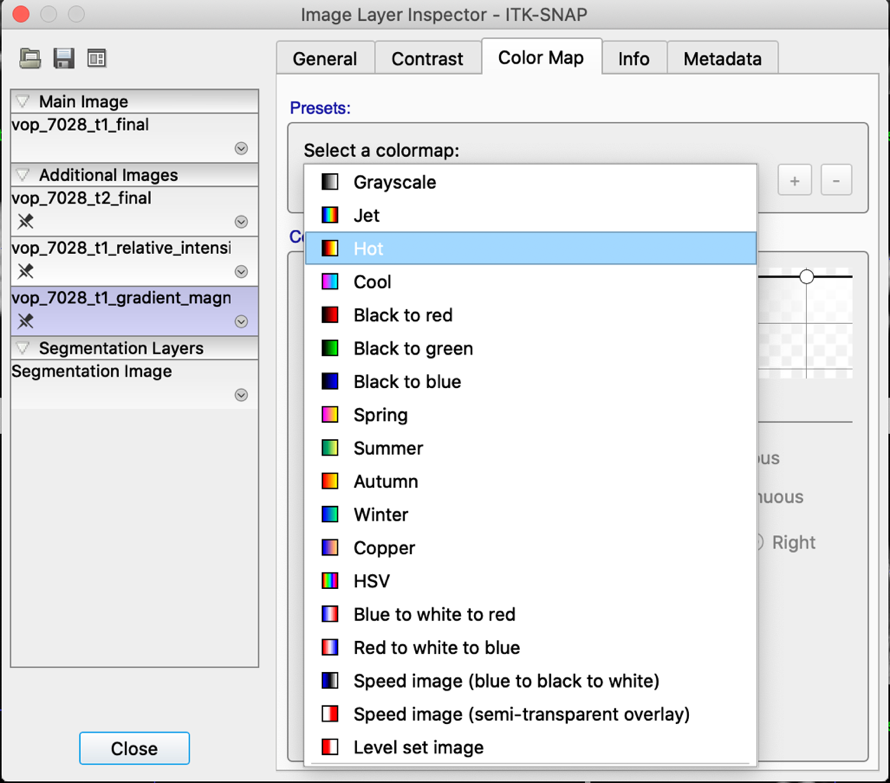 Image Layer Inspector - ITK-SNAP
General
Contrast
Color Map
Info
Metadata
Main Image
vop_7028_t1_final
Additional Images
vop_7028_t2_final
vop_7028_t1_relative_intensi
vop_7028_t1_gradient_magn
Segmentation Layers
Segmentation Image
Close
Presets:
Select a colormap:
+
-
Grayscale
Jet
Hot
Cool
Black to red
Black to green
Black to blue
Spring
Summer
Autumn
Winter
Copper
HSV
Blue to white to red
Red to white to blue
Speed image (blue to black to white)
Speed image (semi-transparent overlay)
Level set image
Right